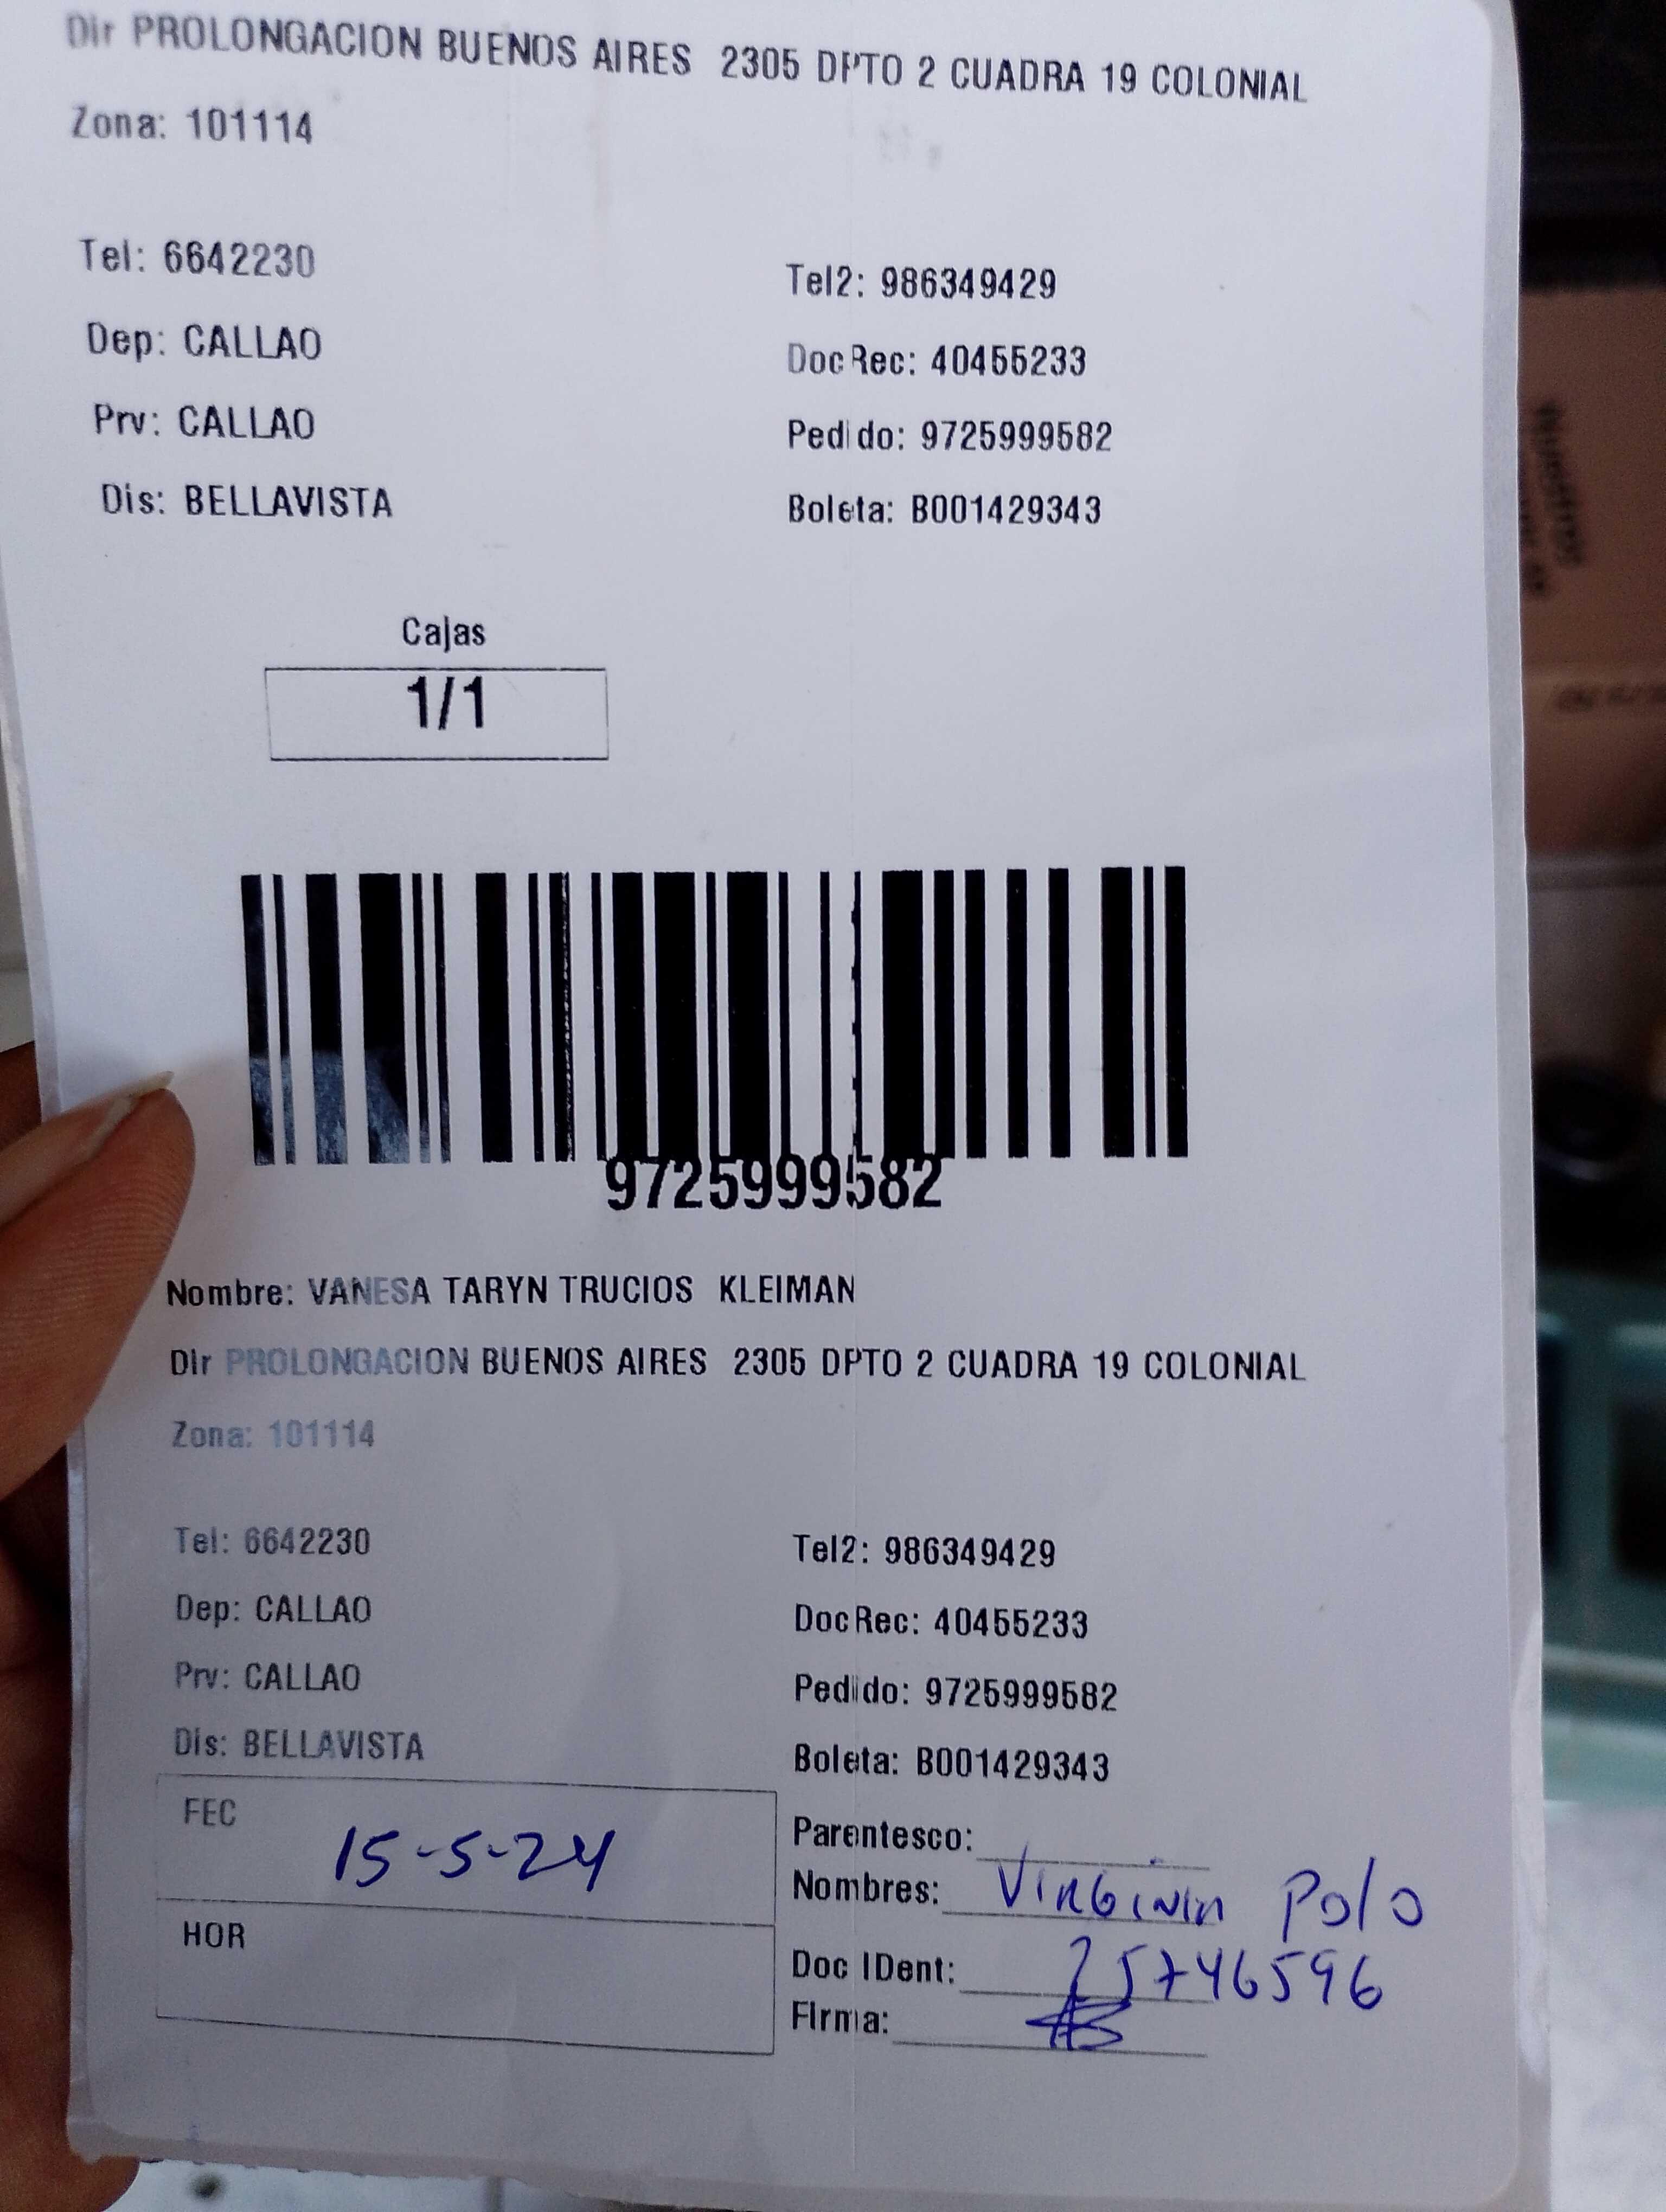 Dir PROLONGACION BUENOS AIRES 2305 DPTO 2 CUADRA 19 COLONIAL
Zona: 101114
Tel: 6642230
Tel2: 986349429
Dep: CALLAO
DocRec: 40455233
Prv: CALLAO
Pedido: 9725999582
Dis: BELLAVISTA
Boleta: B001429343
Cajas
1/1
9725999582
Nombre: VANESA TARYN TRUCIOS KLEIMAN
Dir PROLONGACION BUENOS AIRES 2305 DPTO 2 CUADRA 19 COLONIAL
Zona: 101114
Tel: 6642230
Tel2: 986349429
Dep: CALLAO
DocRec: 40455233
Prv: CALLAO
Pedido: 9725999582
Dis: BELLAVISTA
Boleta: B001429343
FEC 15-5-24
HOR
Parentesco:
Nombres: Virginia Polo
Doc IDent: 25746596
Firma: